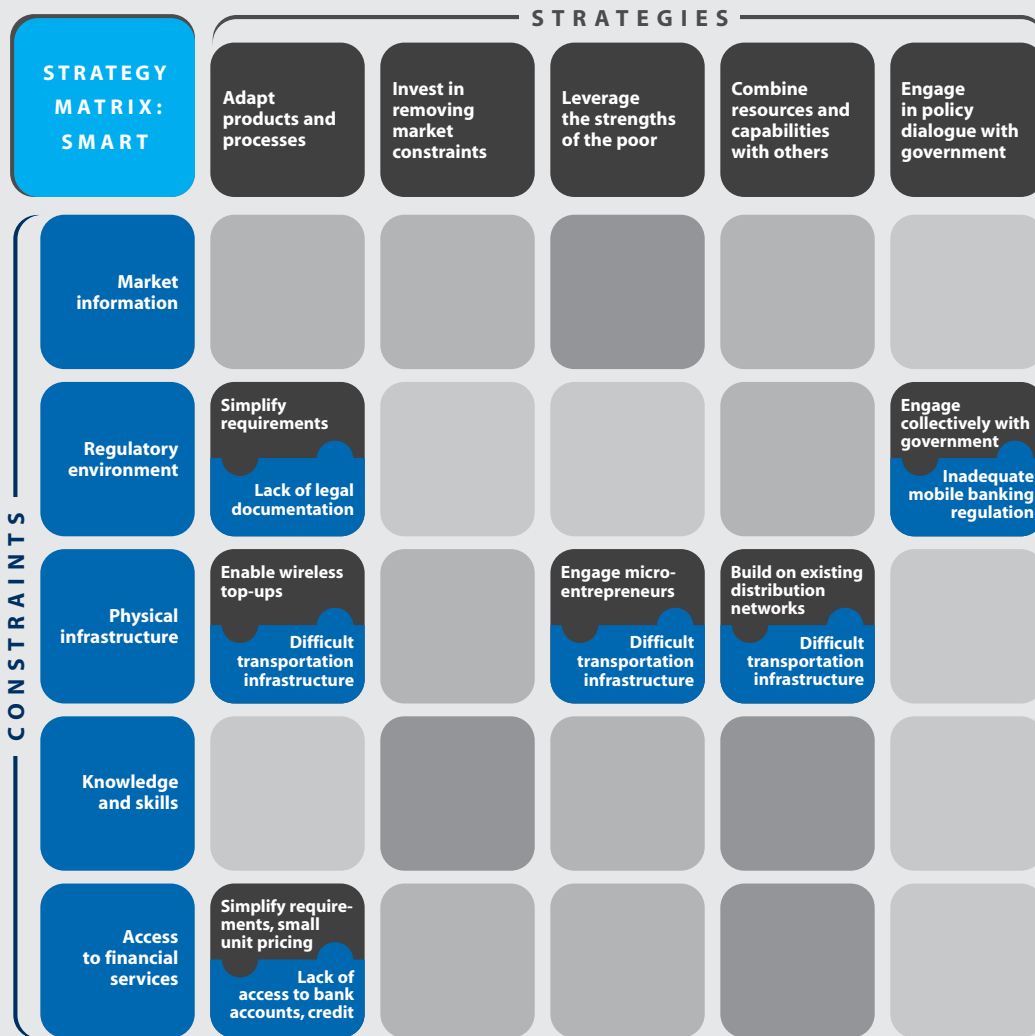 STRATEGIES
STRATEGY
MATRIX:
SMART
Adapt
products and
processes
Invest in
removing
market
constraints
Leverage
the strengths
of the poor
Combine
resources and
capabilities
with others
Engage
in policy
dialogue with
government
CONSTRAINTS
Market
information
Regulatory
environment
Simplify
requirements
Lack of legal
documentation
Engage
collectively with
government
Inadequate
mobile banking
regulation
Physical
infrastructure
Enable wireless
top-ups
Difficult
transportation
infrastructure
Engage micro-
entrepreneurs
Difficult
transportation
infrastructure
Build on existing
distribution
networks
Difficult
transportation
infrastructure
Knowledge
and skills
Access
to financial
services
Simplify require-
ments, small
unit pricing
Lack of
access to bank
accounts, credit